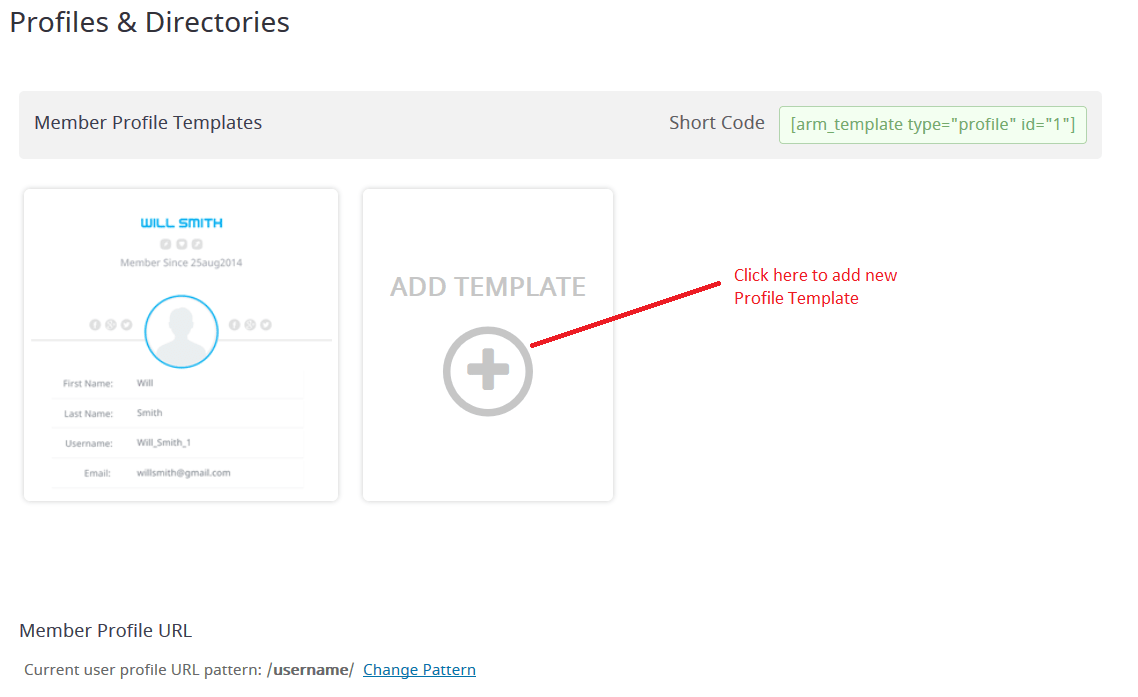 Profiles & Directories
Member Profile Templates
Short Code
[arm_template type="profile" id="1"]
WILL SMITH
Member Since 25aug2014
First Name: Will
Last Name: Smith
Username: Will_Smith_1
Email: willsmith@gmail.com
ADD TEMPLATE
Click here to add new
Profile Template
Member Profile URL
Current user profile URL pattern: /username/ Change Pattern